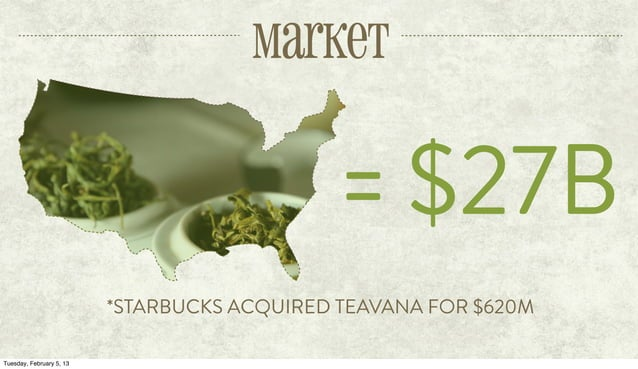 Market
= $27B
*STARBUCKS ACQUIRED TEAVANA FOR $620M
Tuesday, February 5, 13